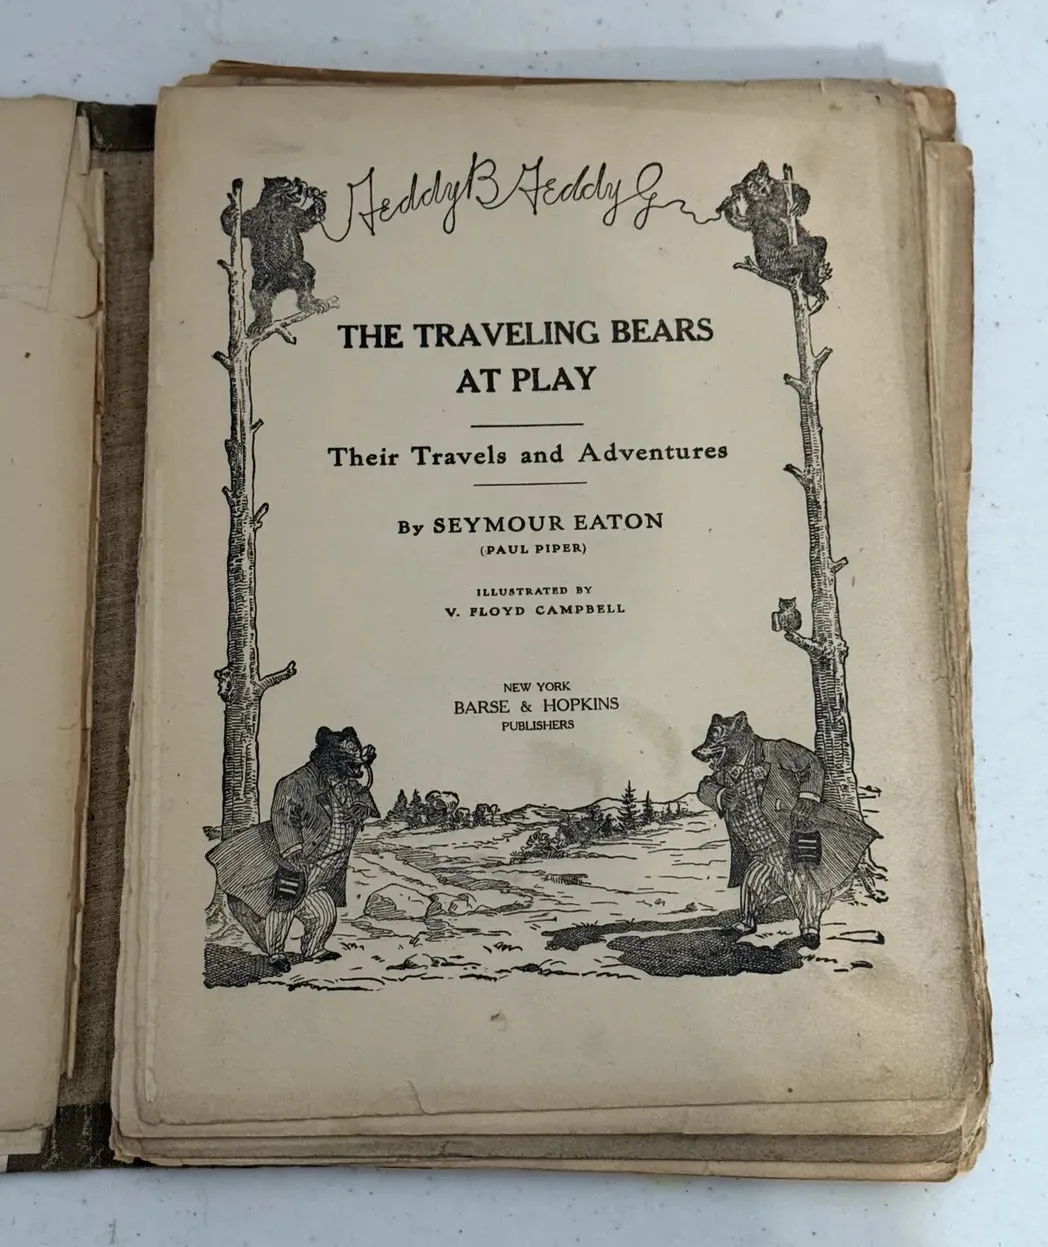 Teddy B Teddy G
THE TRAVELING BEARS
AT PLAY
Their Travels and Adventures
By SEYMOUR EATON
(PAUL PIPER)
ILLUSTRATED BY
V. FLOYD CAMPBELL
NEW YORK
BARSE & HOPKINS
PUBLISHERS